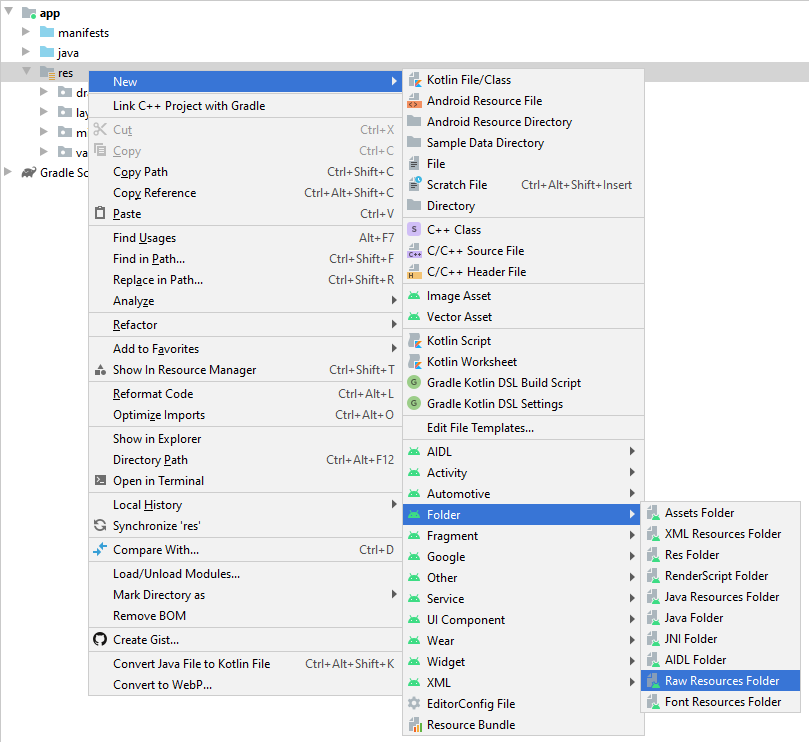 app
manifests
java
res
dr
lay
m
va
Gradle Sc
New
Link C++ Project with Gradle
Cut Ctrl+X
Copy Ctrl+C
Copy Path Ctrl+Shift+C
Copy Reference Ctrl+Alt+Shift+C
Paste Ctrl+V
Find Usages Alt+F7
Find in Path... Ctrl+Shift+F
Replace in Path... Ctrl+Shift+R
Analyze
Refactor
Add to Favorites
Show In Resource Manager Ctrl+Shift+T
Reformat Code Ctrl+Alt+L
Optimize Imports Ctrl+Alt+O
Show in Explorer
Directory Path Ctrl+Alt+F12
Open in Terminal
Local History
Synchronize 'res'
Compare With... Ctrl+D
Load/Unload Modules...
Mark Directory as
Remove BOM
Create Gist...
Convert Java File to Kotlin File Ctrl+Alt+Shift+K
Convert to WebP...
Kotlin File/Class
Android Resource File
Android Resource Directory
Sample Data Directory
File
Scratch File Ctrl+Alt+Shift+Insert
Directory
S C++ Class
C++ C/C++ Source File
H C/C++ Header File
Image Asset
Vector Asset
Kotlin Script
Kotlin Worksheet
G Gradle Kotlin DSL Build Script
G Gradle Kotlin DSL Settings
Edit File Templates...
AIDL
Activity
Automotive
Folder
Fragment
Google
Other
Service
UI Component
Wear
Widget
XML
EditorConfig File
Resource Bundle
Assets Folder
XML Resources Folder
Res Folder
RenderScript Folder
Java Resources Folder
Java Folder
JNI Folder
AIDL Folder
Raw Resources Folder
Font Resources Folder